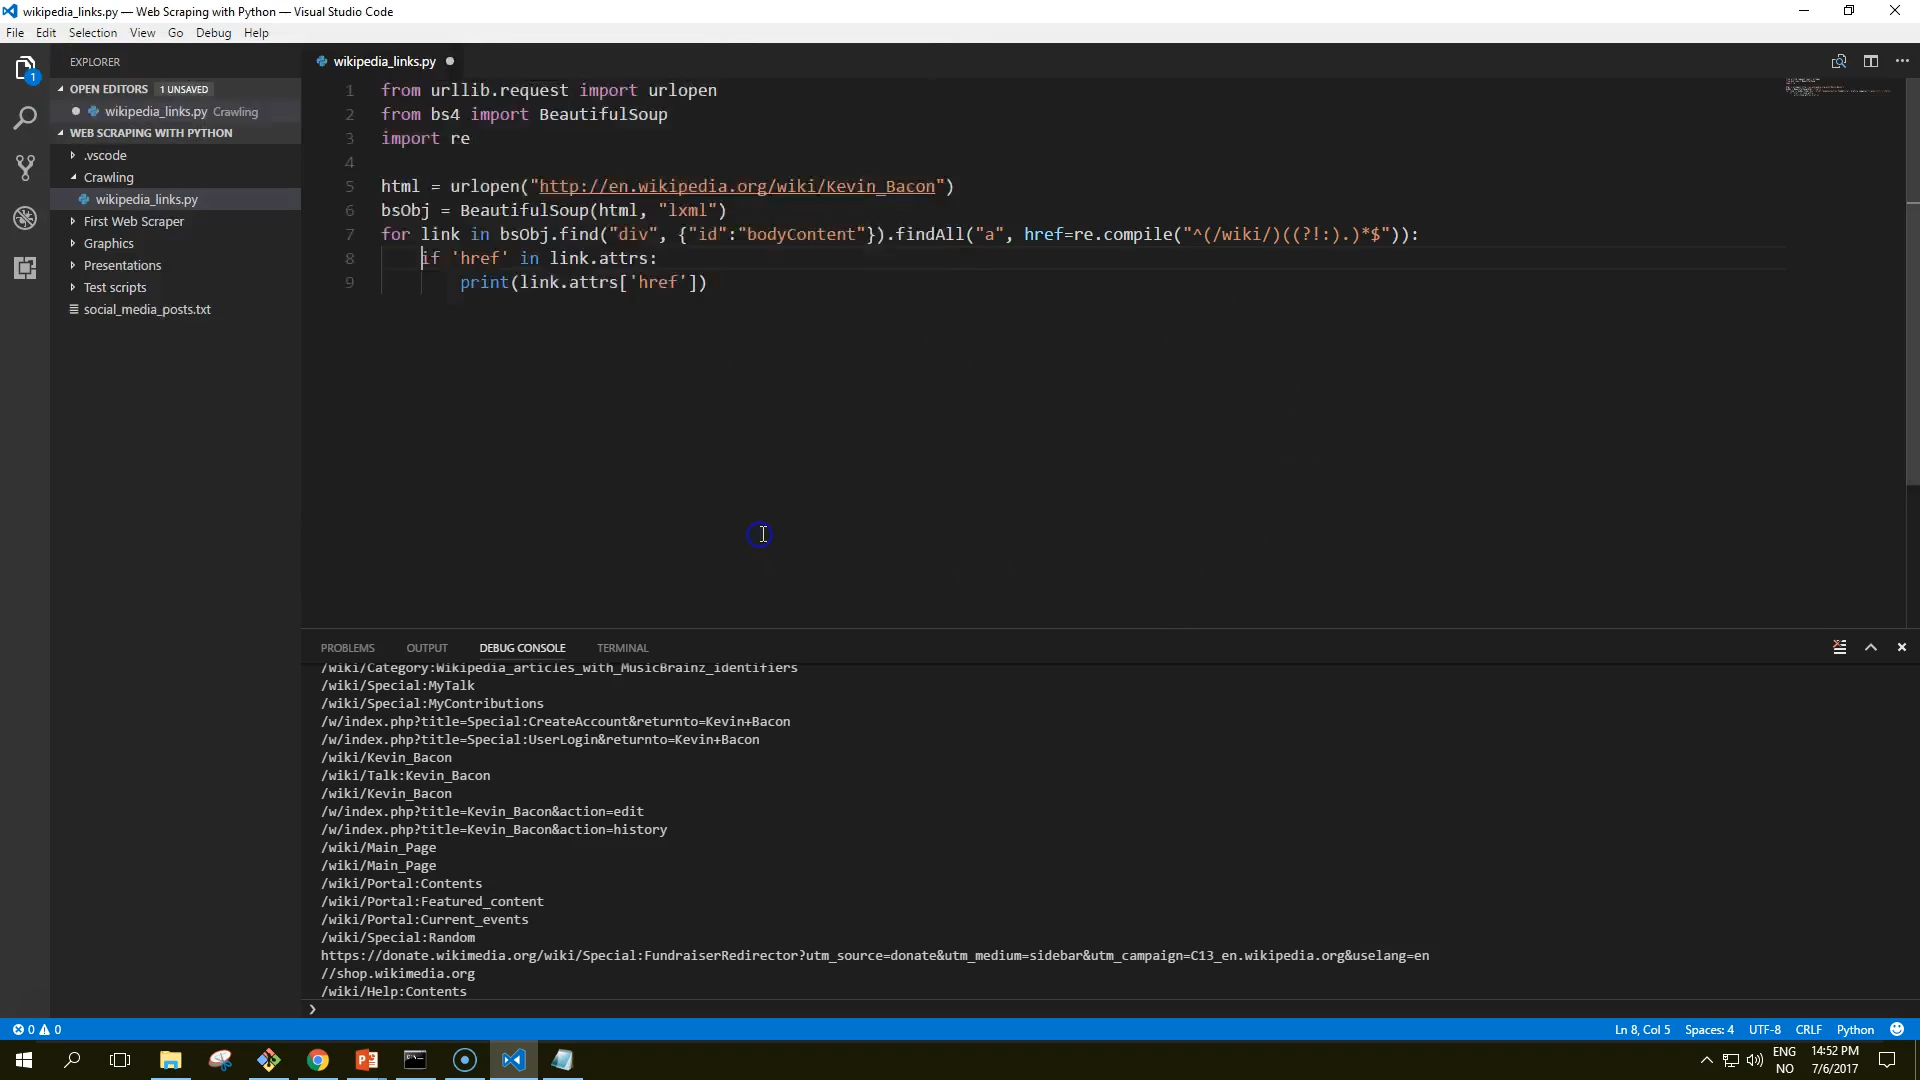 wikipedia_links.py — Web Scraping with Python — Visual Studio Code
File Edit Selection View Go Debug Help
EXPLORER
OPEN EDITORS 1 UNSAVED
wikipedia_links.py Crawling
WEB SCRAPING WITH PYTHON
.vscode
Crawling
wikipedia_links.py
First Web Scraper
Graphics
Presentations
Test scripts
social_media_posts.txt
1
wikipedia_links.py
1 from urllib.request import urlopen
2 from bs4 import BeautifulSoup
3 import re
4
5 html = urlopen("http://en.wikipedia.org/wiki/Kevin_Bacon")
6 bsObj = BeautifulSoup(html, "lxml")
7 for link in bsObj.find("div", {"id":"bodyContent"}).findAll("a", href=re.compile("^(/wiki/)((?!:).)*$")):
8 if 'href' in link.attrs:
9 print(link.attrs['href'])
PROBLEMS OUTPUT DEBUG CONSOLE TERMINAL
/wiki/Category:Wikipedia_articles_with_MusicBrainz_identifiers
/wiki/Special:MyTalk
/wiki/Special:MyContributions
/w/index.php?title=Special:CreateAccount&returnto=Kevin+Bacon
/w/index.php?title=Special:UserLogin&returnto=Kevin+Bacon
/wiki/Kevin_Bacon
/wiki/Talk:Kevin_Bacon
/wiki/Kevin_Bacon
/w/index.php?title=Kevin_Bacon&action=edit
/w/index.php?title=Kevin_Bacon&action=history
/wiki/Main_Page
/wiki/Main_Page
/wiki/Portal:Contents
/wiki/Portal:Featured_content
/wiki/Portal:Current_events
/wiki/Special:Random
https://donate.wikimedia.org/wiki/Special:FundraiserRedirector?utm_source=donate&utm_medium=sidebar&utm_campaign=C13_en.wikipedia.org&uselang=en
//shop.wikimedia.org
/wiki/Help:Contents
0 0 Ln 8, Col 5 Spaces: 4 UTF-8 CRLF Python
ENG 14:52 PM
NO 7/6/2017